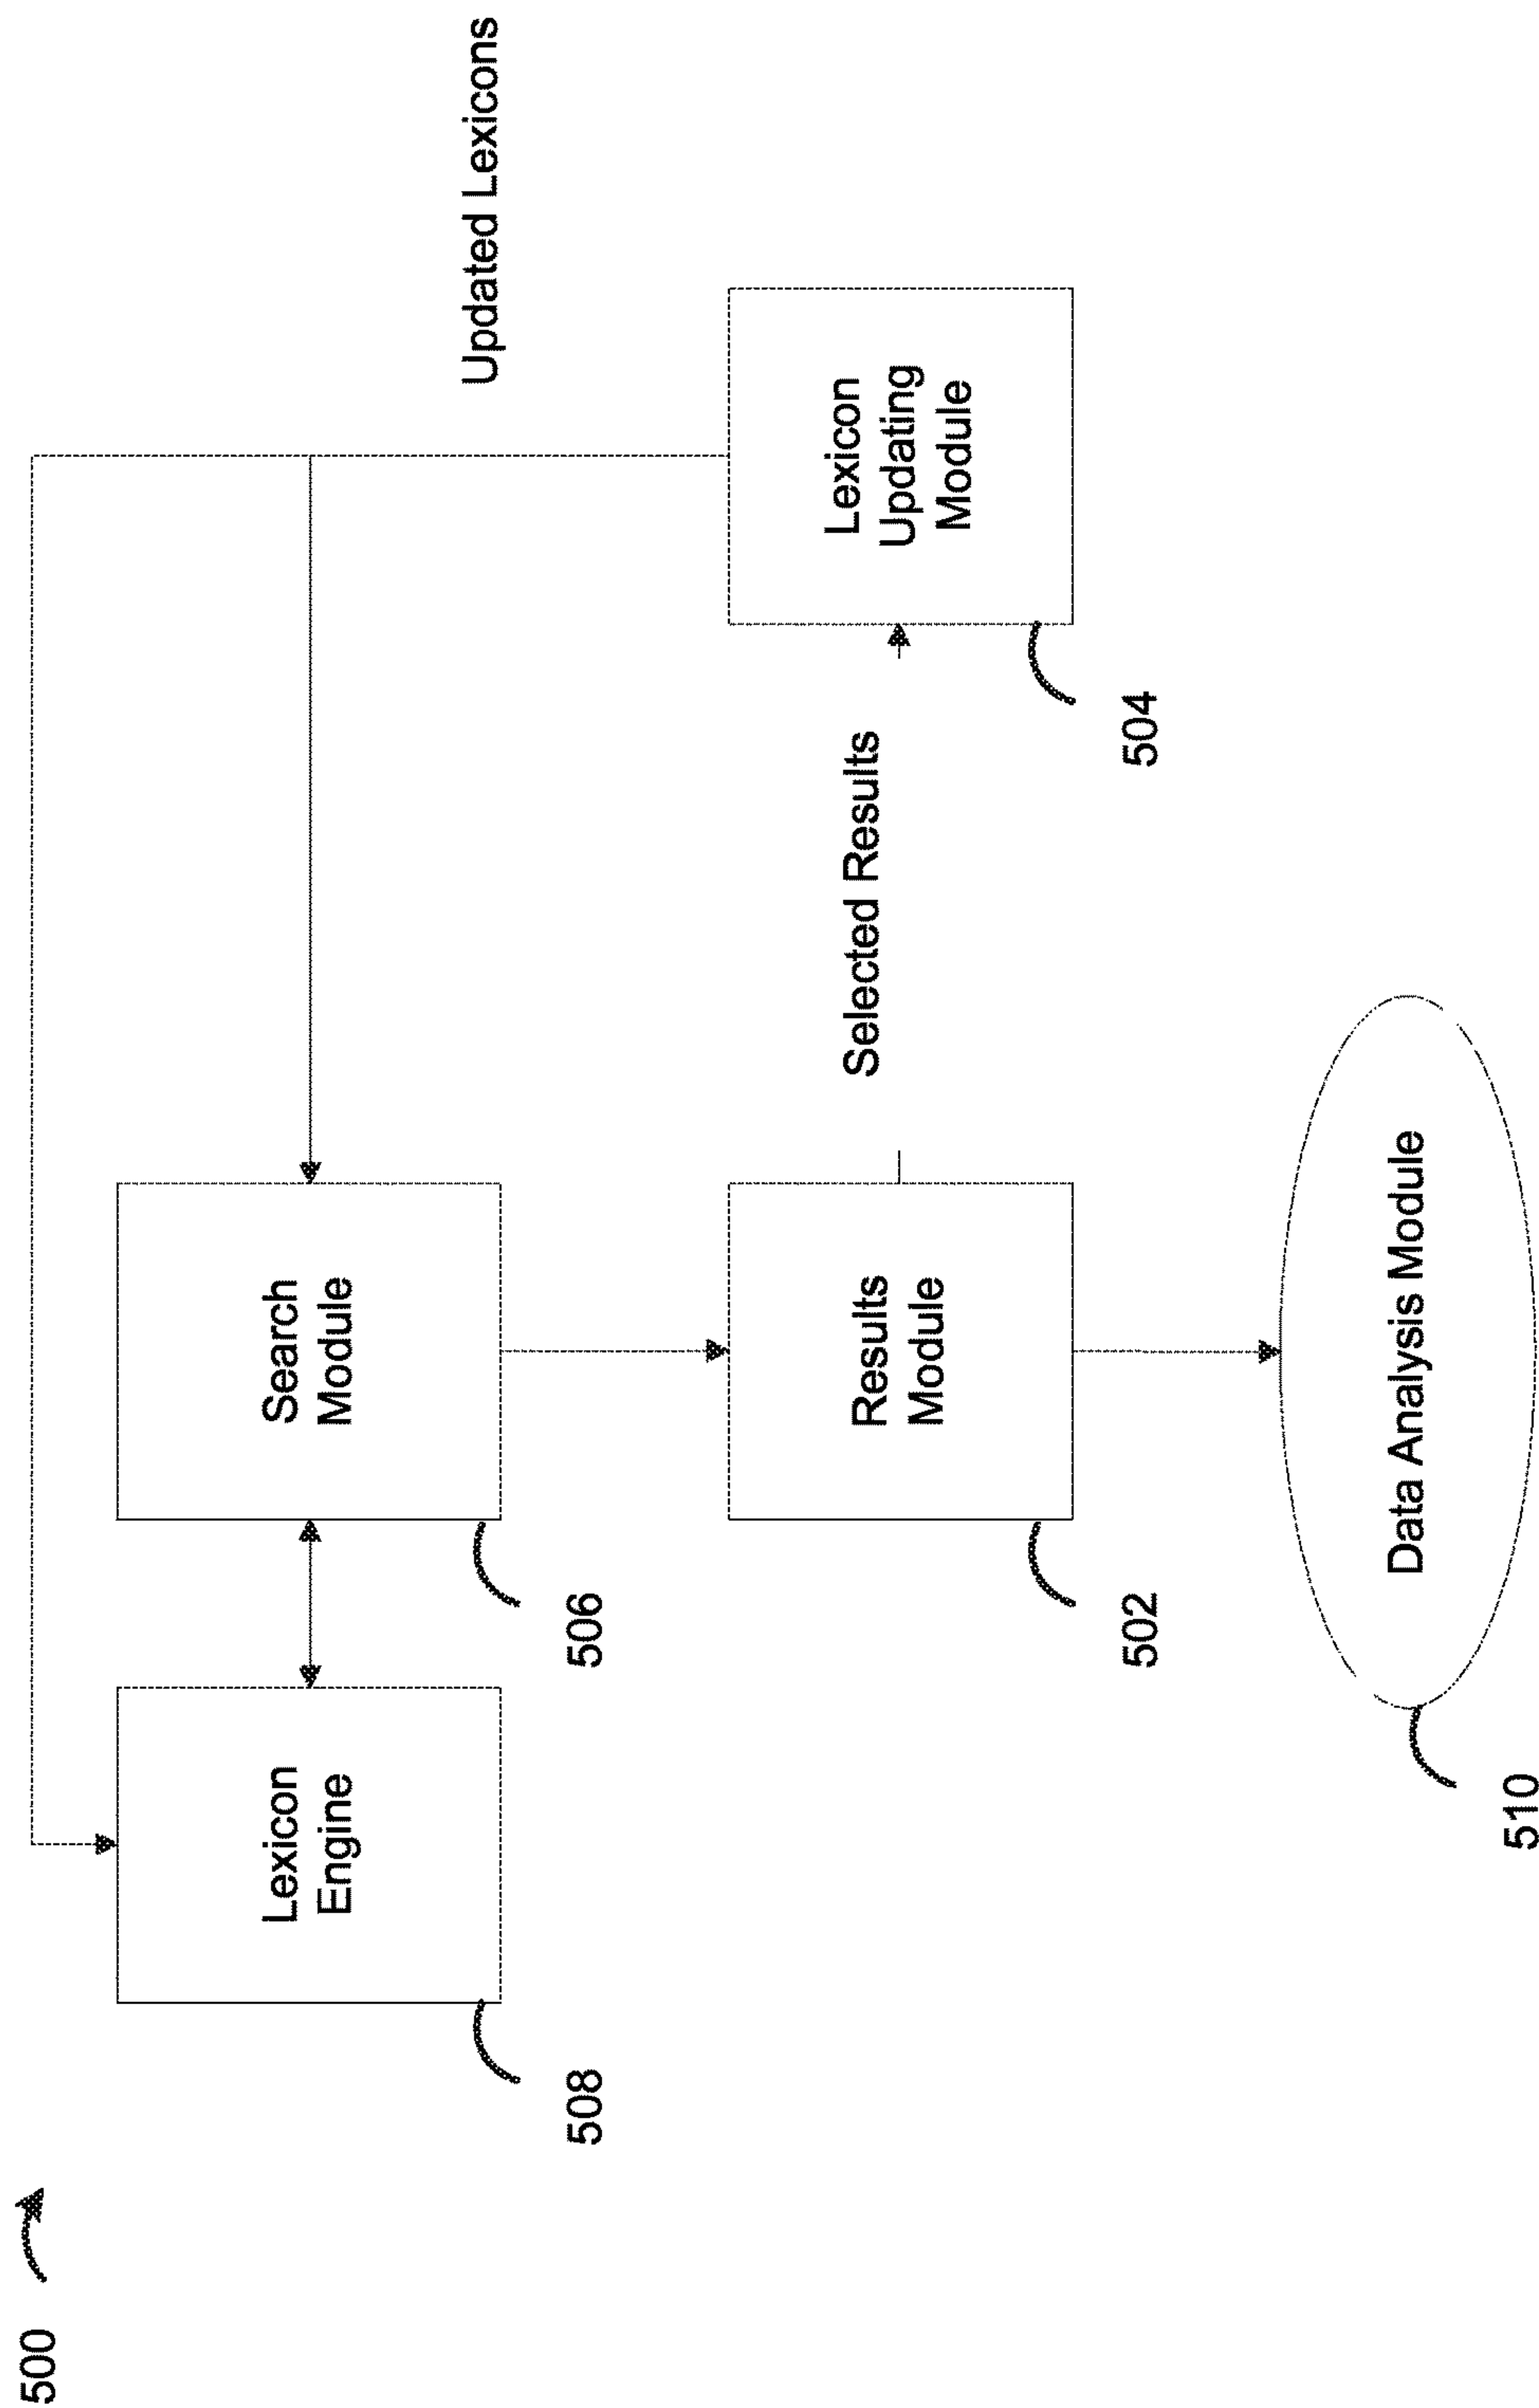 500
Updated Lexicons
Lexicon
Engine
508
Search
Module
506
Results
Module
502
Selected Results
Lexicon
Updating
Module
504
Data Analysis Module
510